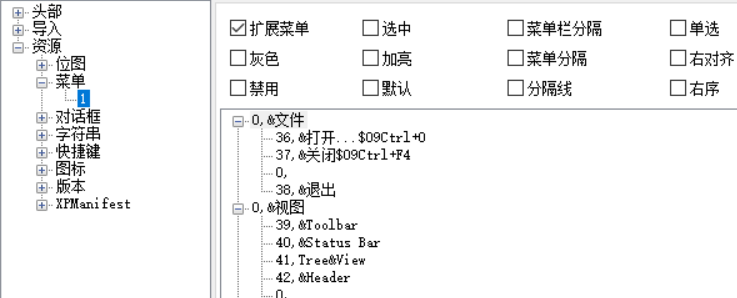 头部
导入
资源
位图
菜单
1
对话框
字符串
快捷键
图标
版本
XPManifest
扩展菜单 选中 菜单栏分隔 单选
灰色 加亮 菜单分隔 右对齐
禁用 默认 分隔线 右序
0,&文件
36,&打开...$09Ctrl+O
37,&关闭$09Ctrl+F4
0,
38,&退出
0,&视图
39,&Toolbar
40,&Status Bar
41,Tree&View
42,&Header
0,